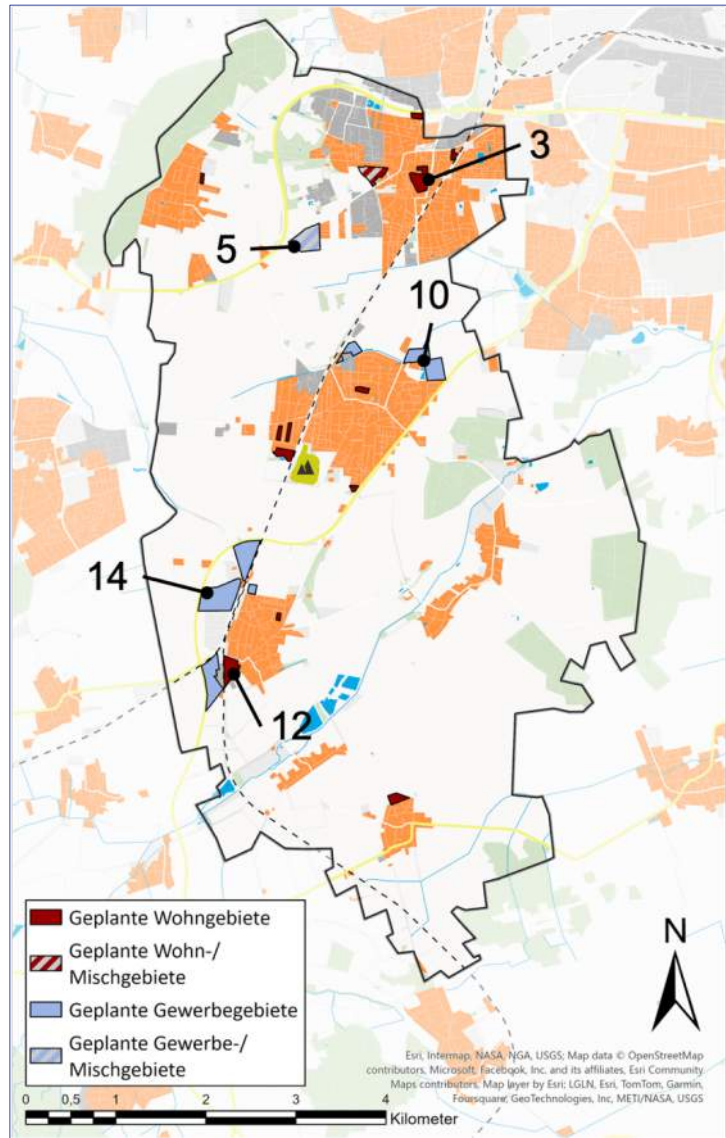 3
5
10
14
12
Geplante Wohngebiete
Geplante Wohn-/
Mischgebiete
Geplante Gewerbegebiete
Geplante Gewerbe-/
Mischgebiete
N
Esri, Intermap, NASA, NGA, USGS; Map data © OpenStreetMap
contributors, Microsoft, Facebook, Inc. and its affiliates, Esri Community
Maps contributors, Map layer by Esri; LGLN, Esri, TomTom, Garmin,
Foursquare, GeoTechnologies, Inc, METI/NASA, USGS
0 0,5 1 2 3 4
Kilometer